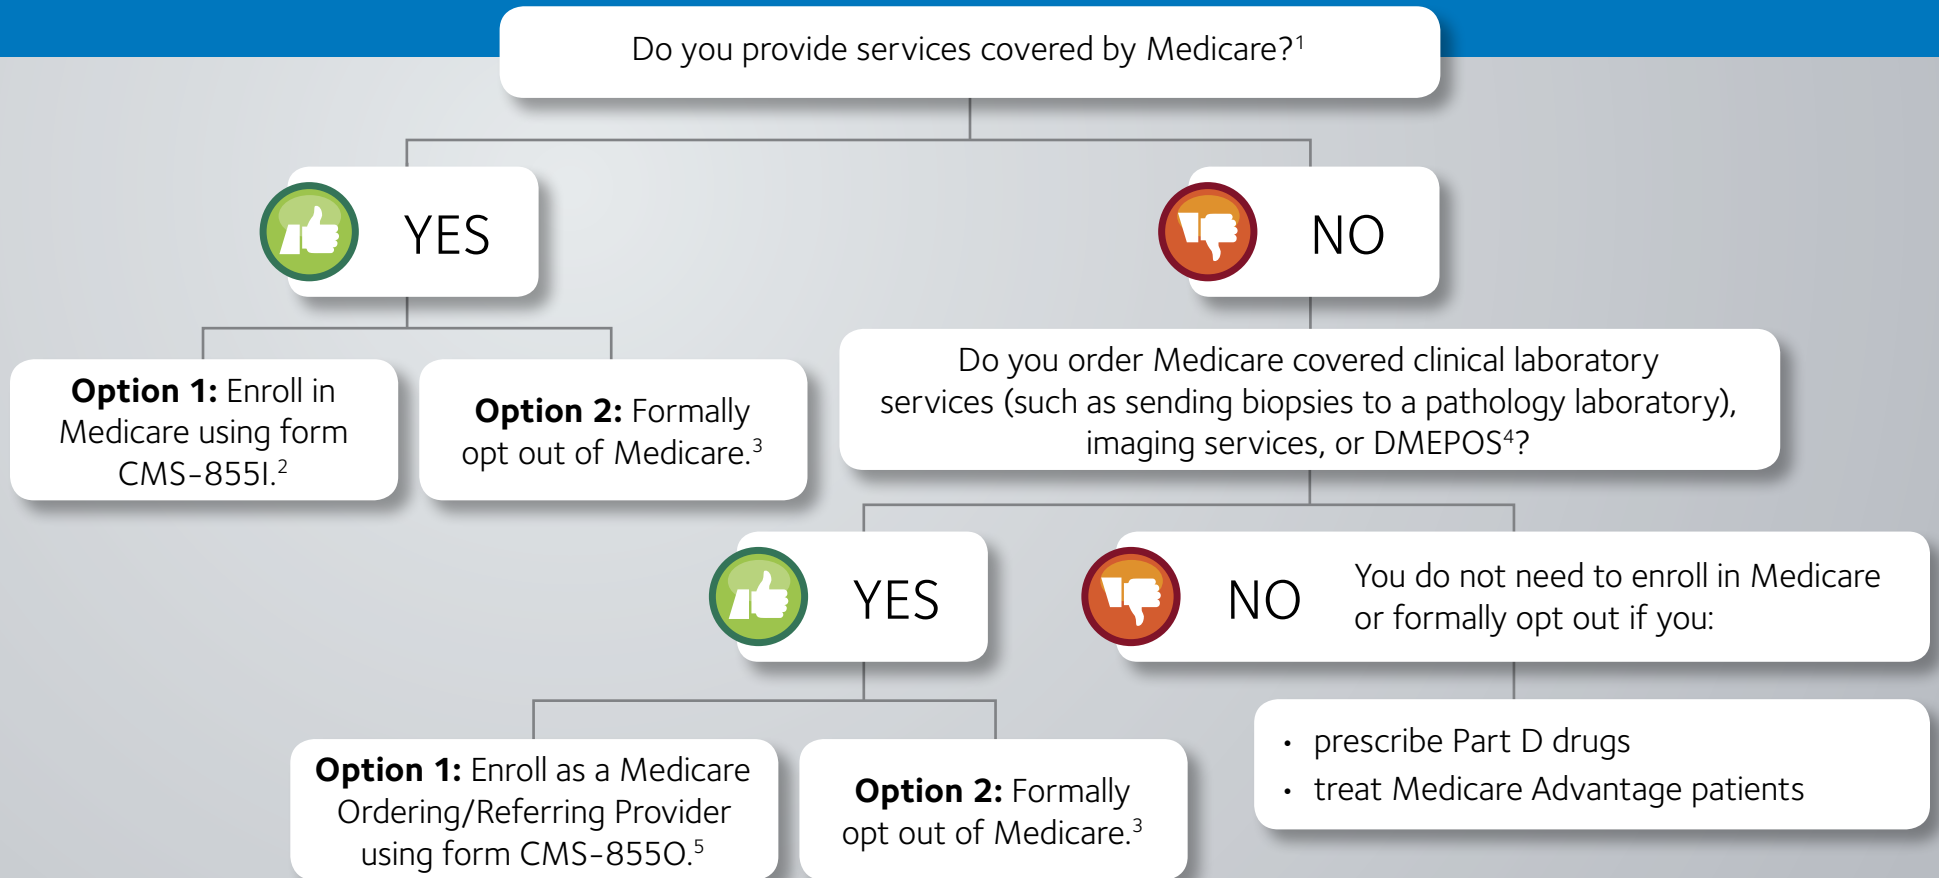 Do you provide services covered by Medicare?¹
YES
NO
Option 1: Enroll in
Medicare using form
CMS-855I.²
Option 2: Formally
opt out of Medicare.³
Do you order Medicare covered clinical laboratory
services (such as sending biopsies to a pathology laboratory),
imaging services, or DMEPOS⁴?
YES
NO
You do not need to enroll in Medicare
or formally opt out if you:
Option 1: Enroll as a Medicare
Ordering/Referring Provider
using form CMS-855O.⁵
Option 2: Formally
opt out of Medicare.³
• prescribe Part D drugs
• treat Medicare Advantage patients